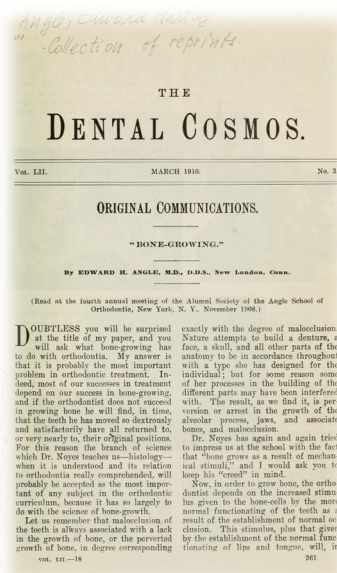 Angle, Edward Hartley
" - Collection of reprints.
THE
DENTAL COSMOS.
VOL. LII. MARCH 1910. No. 3
ORIGINAL COMMUNICATIONS.
"BONE-GROWING."
By EDWARD H. ANGLE, M.D., D.D.S., New London, Conn.
(Read at the fourth annual meeting of the Alumni Society of the Angle School of
Orthodontia, New York, N. Y., November 1908.)
DOUBTLESS you will be surprised
at the title of my paper, and you
will ask what bone-growing has
to do with orthodontia. My answer is
that it is probably the most important
problem in orthodontic treatment. In-
deed, most of our successes in treatment
depend on our success in bone-growing,
and if the orthodontist does not succeed
in growing bone he will find, in time,
that the teeth he has moved so dextrously
and satisfactorily have all returned to,
or very nearly to, their original positions.
For this reason the branch of science
which Dr. Noyes teaches us—histology—
when it is understood and its relation
to orthodontia really comprehended, will
probably be accepted as the most impor-
tant of any subject in the orthodontic
curriculum, because it has so largely to
do with the science of bone-growth.
Let us remember that malocclusion of
the teeth is always associated with a lack
in the growth of bone, or the perverted
growth of bone, in degree corresponding
VOL. LII.—18
exactly with the degree of malocclusion.
Nature attempts to build a denture, a
face, a skull, and all other parts of the
anatomy to be in accordance throughout
with a type she has designed for the
individual; but for some reason some
of her processes in the building of the
different parts may have been interfered
with. The result, as we find it, is per-
version or arrest in the growth of the
alveolar process, jaws, and associate
bones, and malocclusion.
Dr. Noyes has again and again tried
to impress us at the school with the fact
that "bone grows as a result of mechan-
ical stimuli," and I would ask you to
keep his "creed" in mind.
Now, in order to grow bone, the ortho-
dontist depends on the increased stimu-
lus given to the bone-cells by the more
normal functionating of the teeth as a
result of the establishment of normal oc-
clusion. This stimulus, plus that given
by the establishment of the normal func-
tionating of lips and tongue, will, in
261